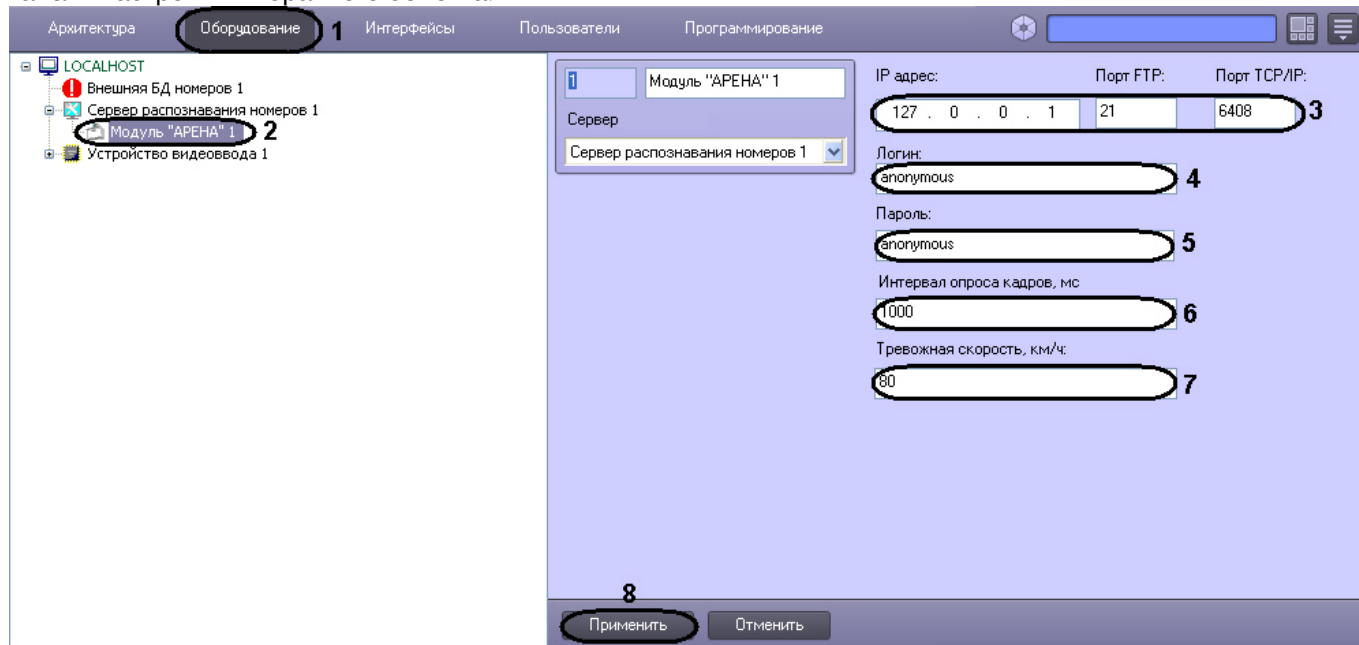 Архитектура Оборудование 1 Интерфейсы Пользователи Программирование
LOCALHOST
Внешняя БД номеров 1
Сервер распознавания номеров 1
Модуль "АРЕНА" 1 2
Устройство видеоввода 1
1 Модуль "АРЕНА" 1
Сервер
Сервер распознавания номеров 1
IP адрес: Порт FTP: Порт TCP/IP:
127 . 0 . 0 . 1 21 6408 3
Логин:
anonymous 4
Пароль:
anonymous 5
Интервал опроса кадров, мс
1000 6
Тревожная скорость, км/ч:
80 7
8
Применить Отменить